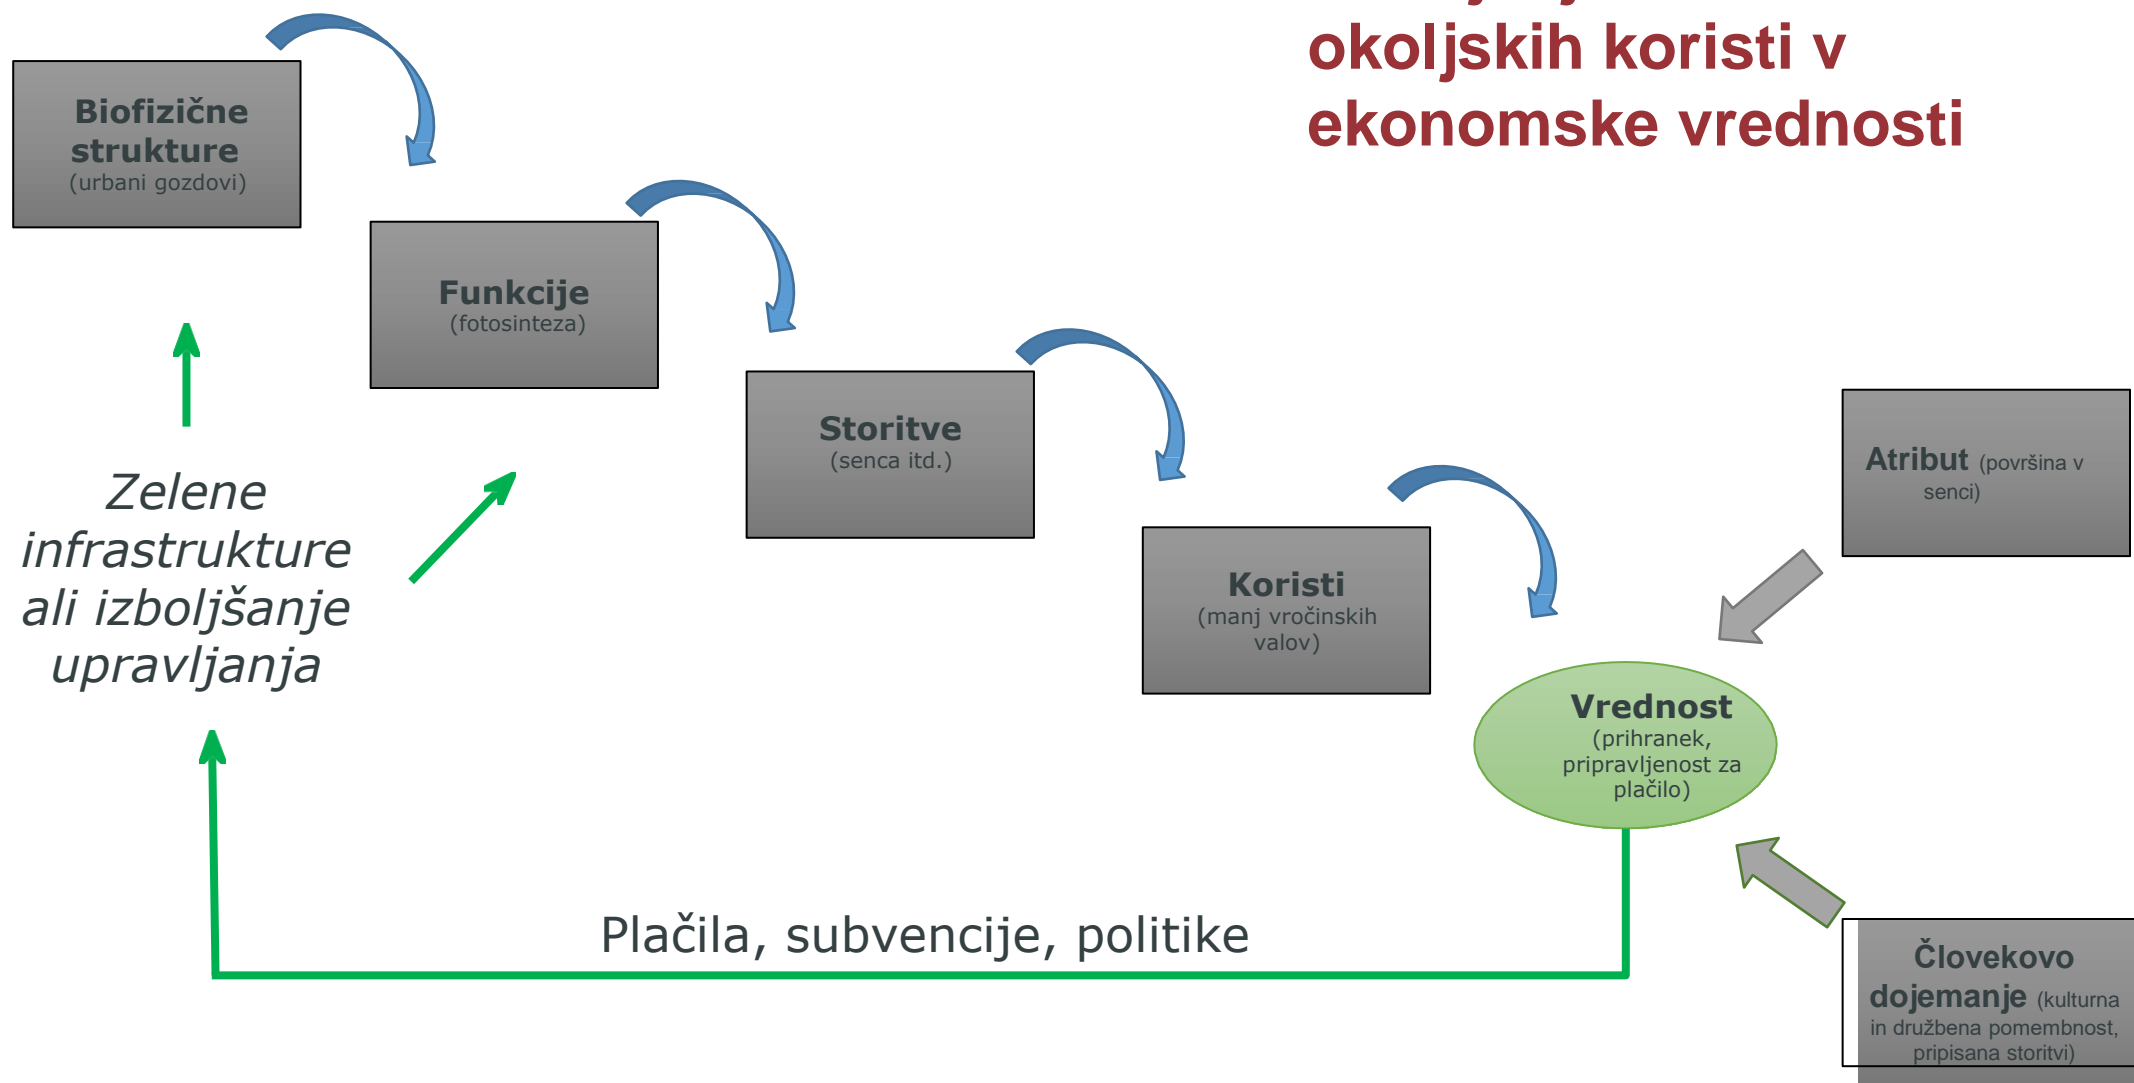 okoljskih koristi v
ekonomske vrednosti
Biofizične
strukture
(urbani gozdovi)
Funkcije
(fotosinteza)
Storitve
(senca itd.)
Koristi
(manj vročinskih
valov)
Vrednost
(prihranek,
pripravljenost za
plačilo)
Atribut (površina v
senci)
Človekovo
dojemanje (kulturna
in družbena pomembnost,
pripisana storitvi)
Zelene
infrastrukture
ali izboljšanje
upravljanja
Plačila, subvencije, politike